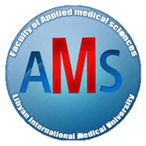 Faculty of Applied medical sciences
AMS
Libyan International Medical University